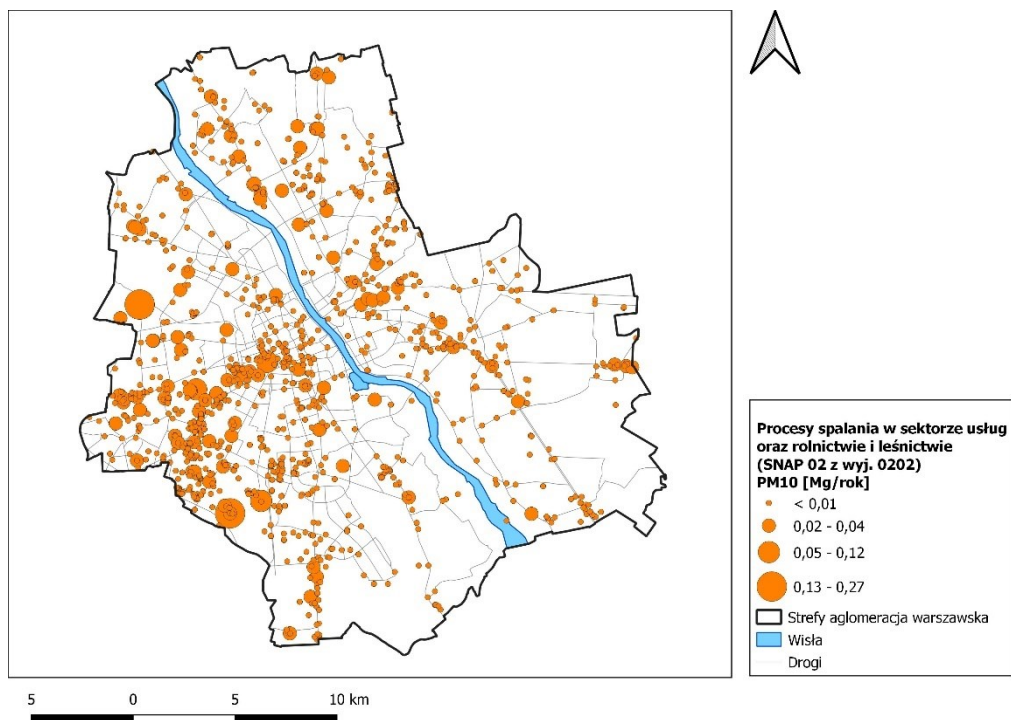 Procesy spalania w sektorze usług
oraz rolnictwie i leśnictwie
(SNAP 02 z wyj. 0202)
PM10 [Mg/rok]
< 0,01
0,02 - 0,04
0,05 - 0,12
0,13 - 0,27
Strefy aglomeracja warszawska
Wisła
Drogi
5 0 5 10 km